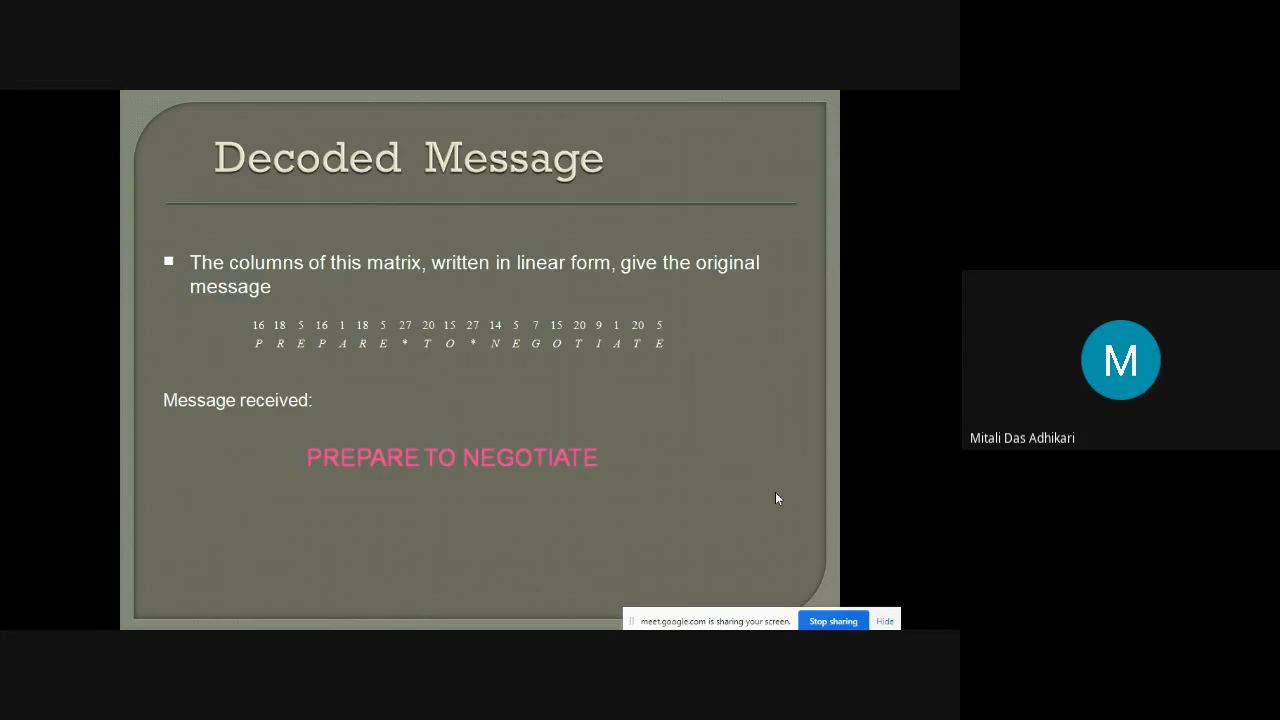 Decoded Message
The columns of this matrix, written in linear form, give the original
message
16 18 5 16 1 18 5 27 20 15 27 14 5 7 15 20 9 1 20 5
P R E P A R E * T O * N E G O T I A T E
Message received:
PREPARE TO NEGOTIATE
M
Mitali Das Adhikari
meet.google.com is sharing your screen. Stop sharing Hide